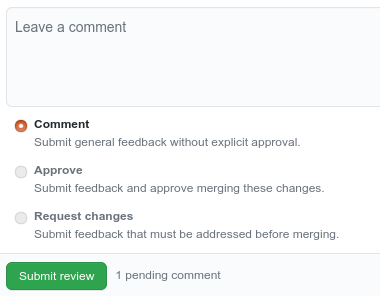 Leave a comment
Comment
Submit general feedback without explicit approval.
Approve
Submit feedback and approve merging these changes.
Request changes
Submit feedback that must be addressed before merging.
Submit review 1 pending comment